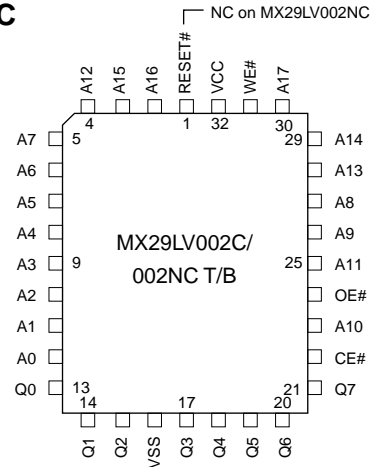 C
NC on MX29LV002NC
A12 A15 A16 RESET# VCC WE# A17
4 1 32 30
A7 5 29 A14
A6 A13
A5 A8
A4 A9
MX29LV002C/
A3 9 25 A11
002NC T/B
A2 OE#
A1 A10
A0 CE#
Q0 13 21 Q7
14 17 20
Q1 Q2 VSS Q3 Q4 Q5 Q6